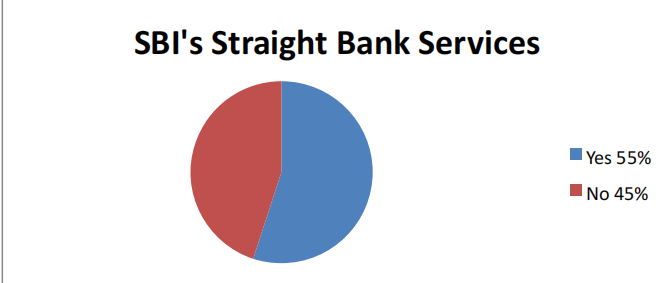 SBI's Straight Bank Services
Yes 55%
No 45%